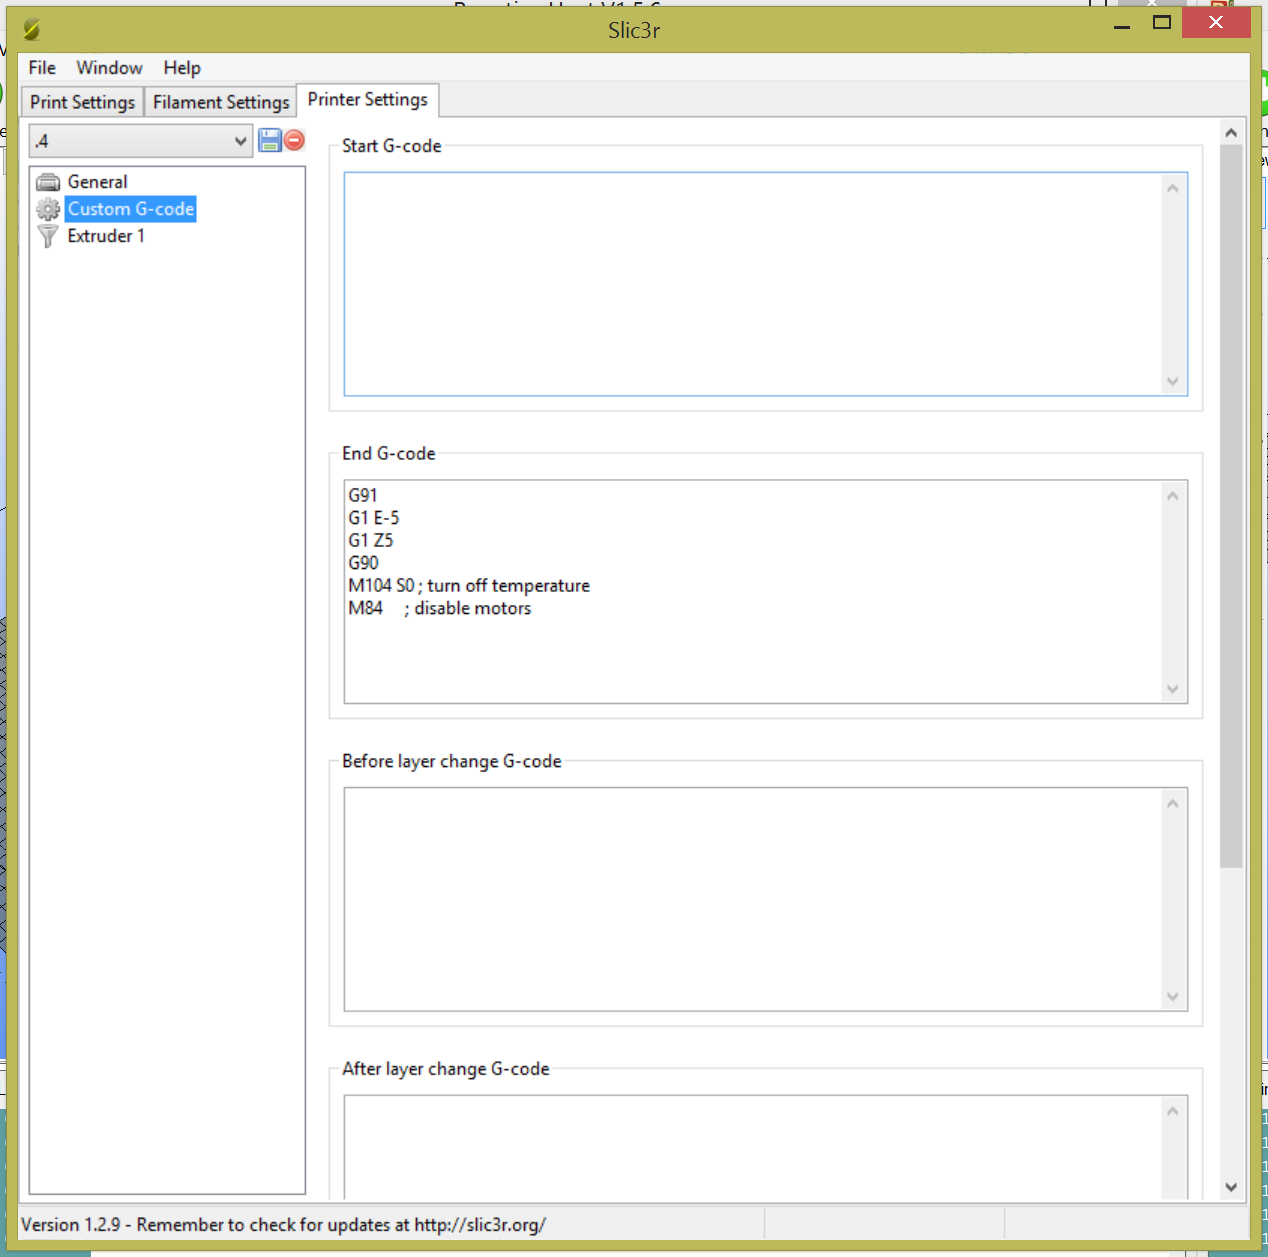 Slic3r
File Window Help
Print Settings Filament Settings Printer Settings
.4
General
Custom G-code
Extruder 1
Start G-code
End G-code
G91
G1 E-5
G1 Z5
G90
M104 S0 ; turn off temperature
M84 ; disable motors
Before layer change G-code
After layer change G-code
Version 1.2.9 - Remember to check for updates at http://slic3r.org/